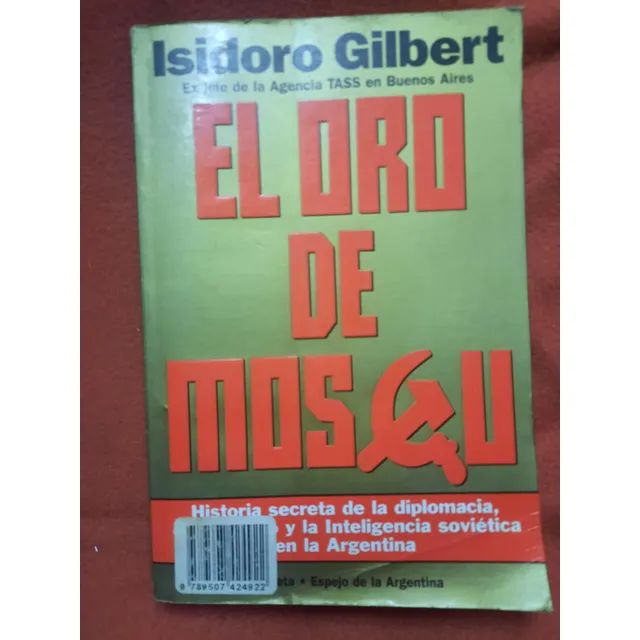 Isidoro Gilbert
Ex Jefe de la Agencia TASS en Buenos Aires
EL ORO
DE
MOSCU
Historia secreta de la diplomacia,
y la Inteligencia soviética
en la Argentina
eta • Espejo de la Argentina
9 789507 424922